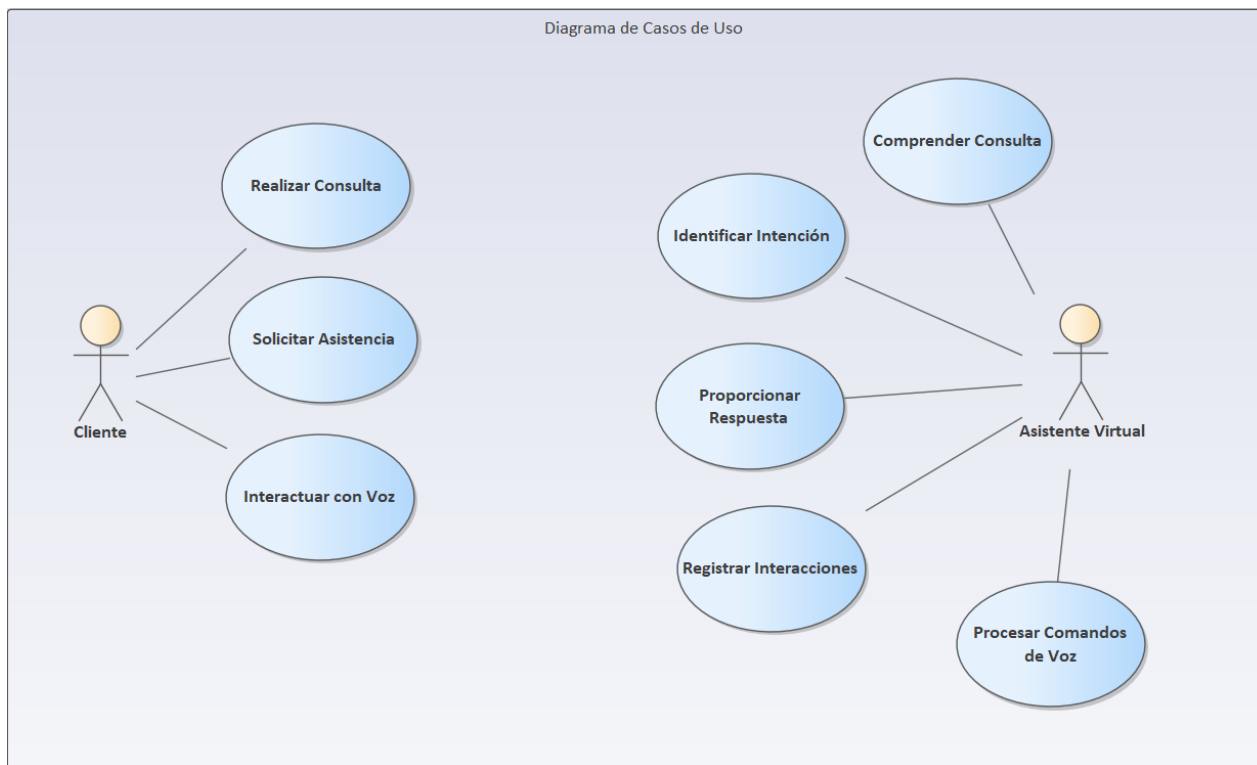 Diagrama de Casos de Uso
Realizar Consulta
Solicitar Asistencia
Cliente
Interactuar con Voz
Comprender Consulta
Identificar Intención
Proporcionar
Respuesta
Asistente Virtual
Registrar Interacciones
Procesar Comandos
de Voz